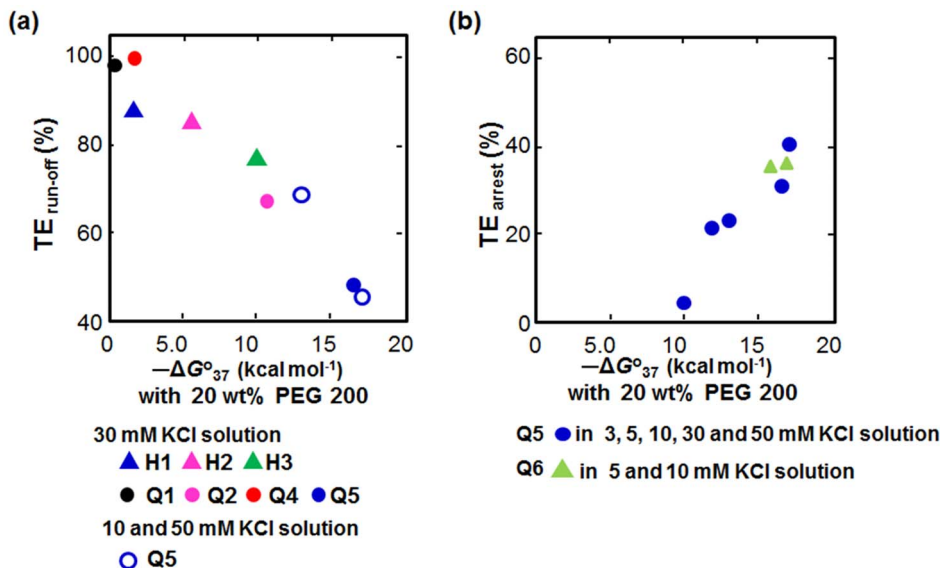 (a)
100
80
60
40
TE run-off (%)
0 5.0 10 15 20
—ΔG°37 (kcal mol-1)
with 20 wt% PEG 200
30 mM KCl solution
H1 H2 H3
Q1 Q2 Q4 Q5
10 and 50 mM KCl solution
Q5
(b)
60
40
20
0
TE arrest (%)
0 5.0 10 15 20
—ΔG°37 (kcal mol-1)
with 20 wt% PEG 200
Q5 in 3, 5, 10, 30 and 50 mM KCl solution
Q6 in 5 and 10 mM KCl solution